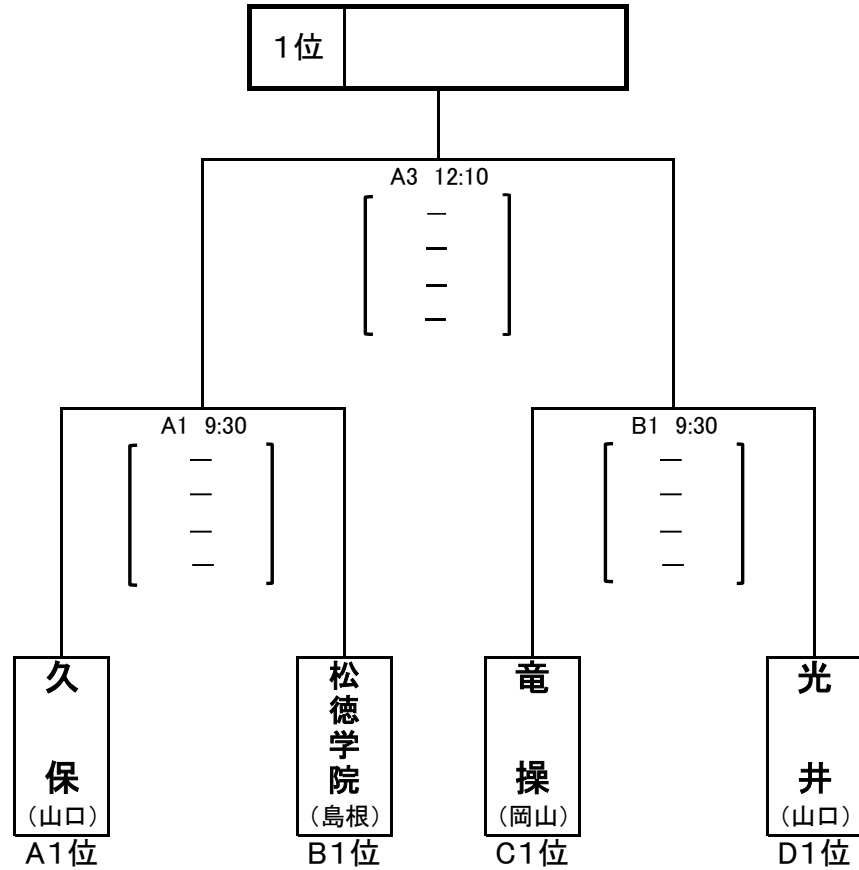 1位
A3 12:10
―
―
―
―
A1 9:30
―
―
―
―
B1 9:30
―
―
―
―
久保
(山口)
A1位
松徳学院
(島根)
B1位
竜操
(岡山)
C1位
光井
(山口)
D1位